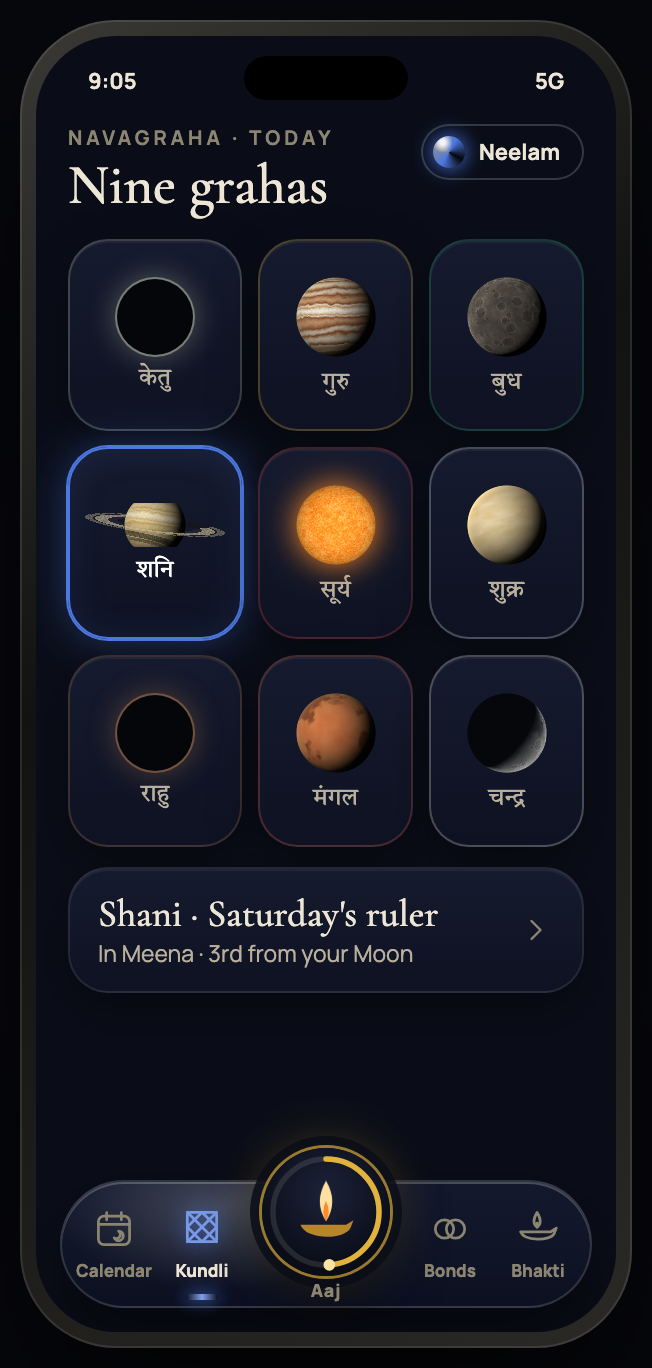 9:05
5G
NAVAGRAHA · TODAY
Neelam
Nine grahas
केतु
गुरु
बुध
शनि
सूर्य
शुक्र
राहु
मंगल
चन्द्र
Shani · Saturday's ruler
In Meena · 3rd from your Moon
Calendar
Kundli
Aaj
Bonds
Bhakti